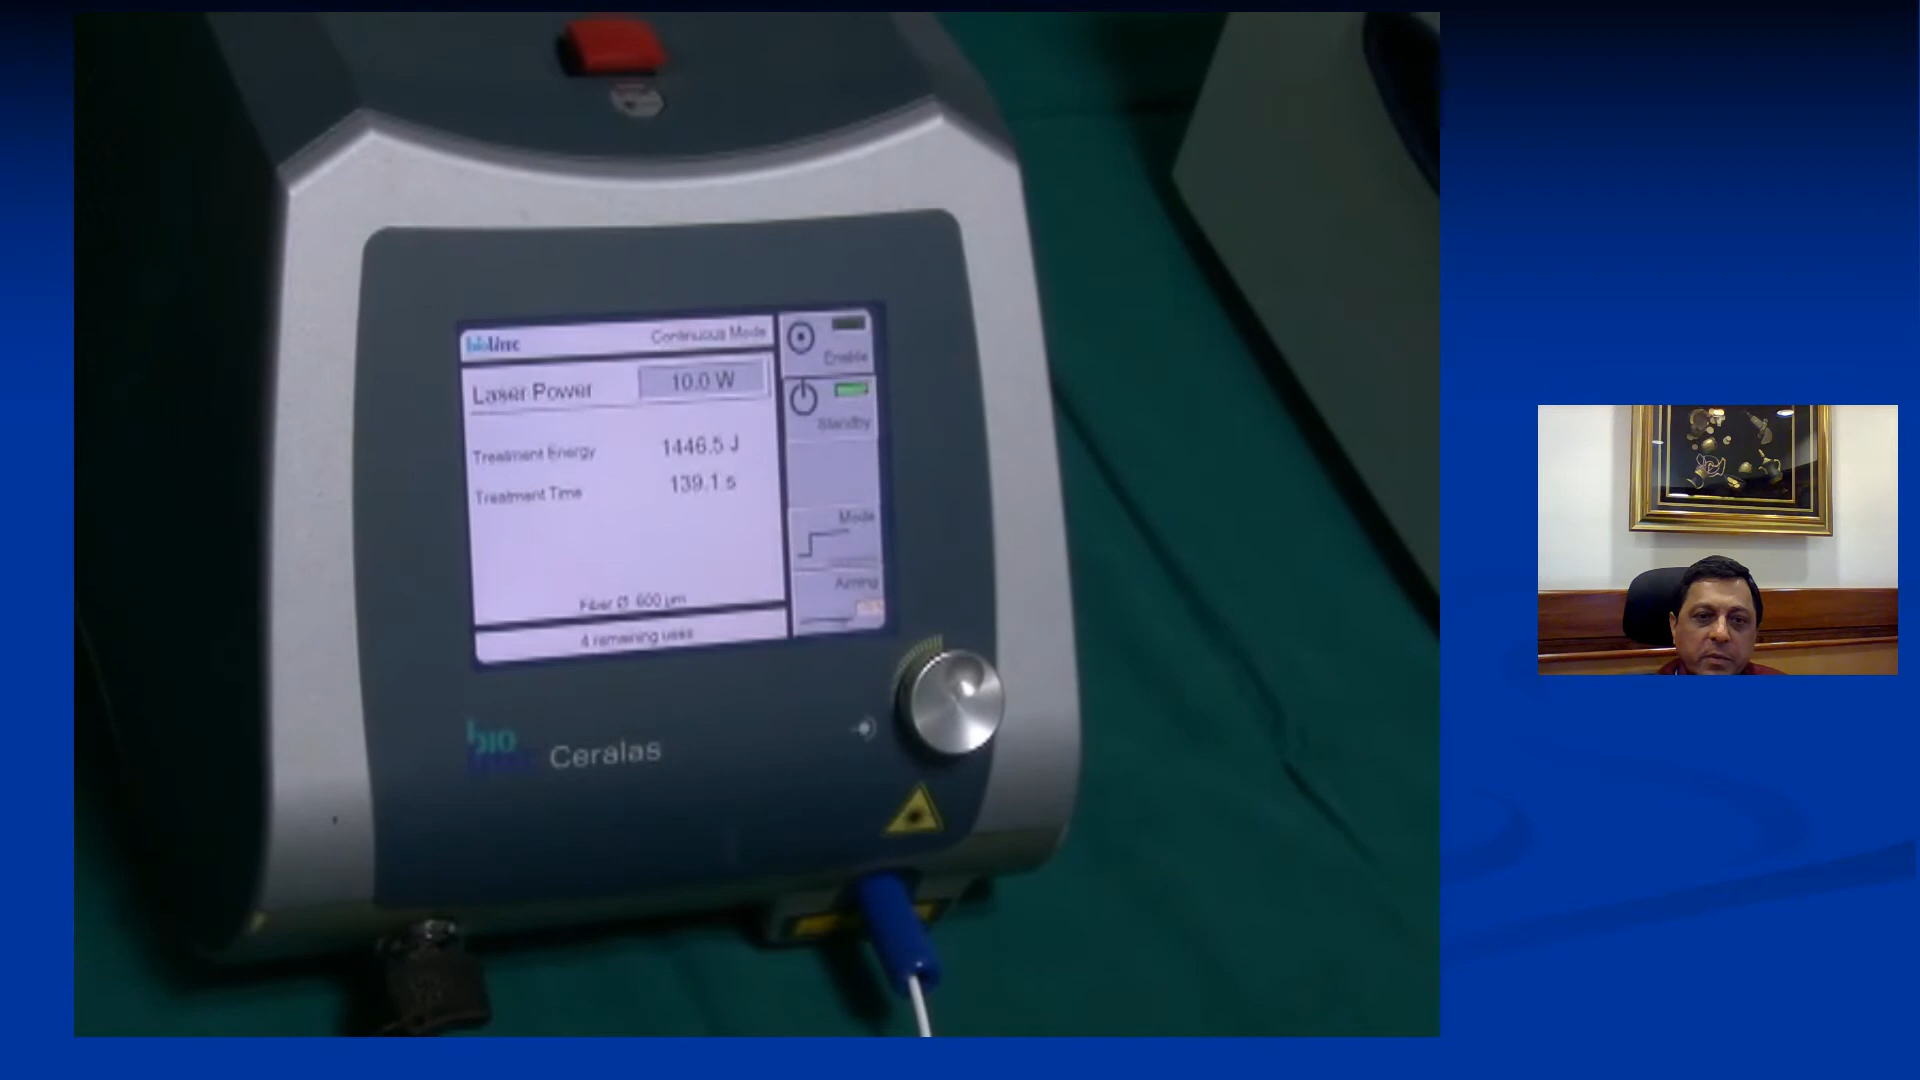 biolitec
Continuous Mode
Laser Power 10.0 W
Treatment Energy 1446.5 J
Treatment Time 139.1 s
Fiber Ø 600 µm
4 remaining uses
Enable
Standby
Mode
Aiming
bio
Ceralas